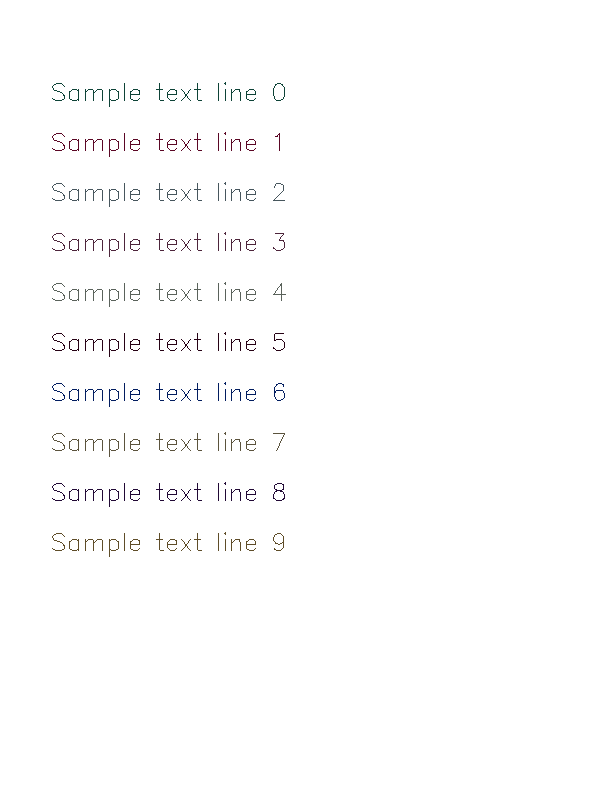 Sample text line 0
Sample text line 1
Sample text line 2
Sample text line 3
Sample text line 4
Sample text line 5
Sample text line 6
Sample text line 7
Sample text line 8
Sample text line 9